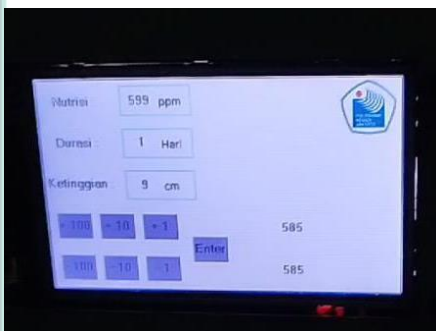 Nutrisi : 599 ppm
Durasi : 1 Hari
Ketinggian : 9 cm
+ 100 + 10 + 1 585
Enter
- 100 - 10 - 1 585